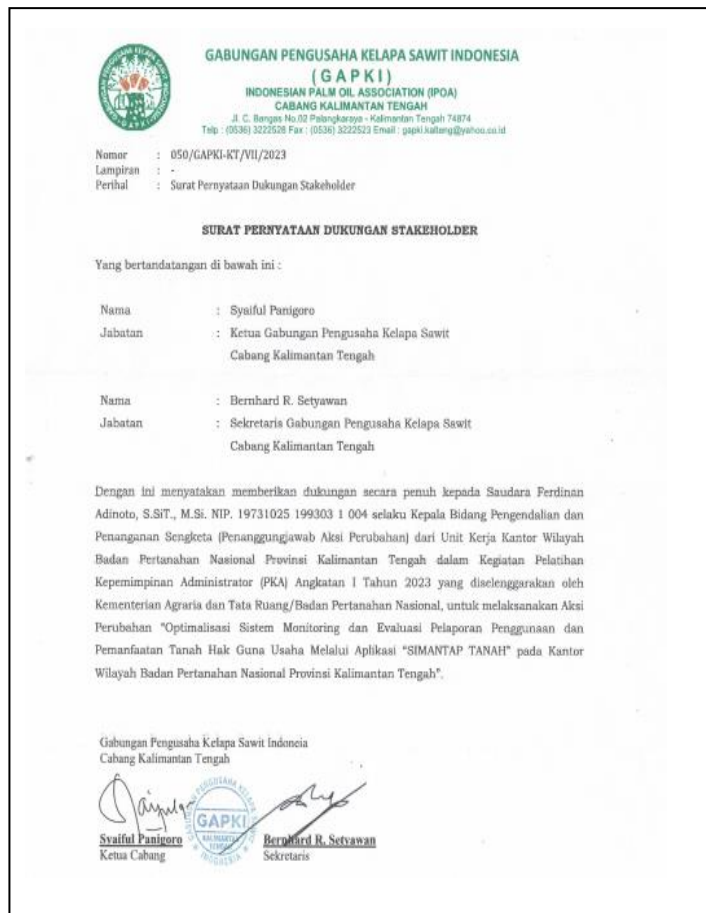 GABUNGAN PENGUSAHA KELAPA SAWIT INDONESIA
(GAPKI)
INDONESIAN PALM OIL ASSOCIATION (IPOA)
CABANG KALIMANTAN TENGAH
Jl. C. Bangas No.02 Palangkaraya - Kalimantan Tengah 74874
Telp : (0536) 3222528 Fax : (0536) 3222523 Email : gapki.kalteng@yahoo.co.id
Nomor : 050/GAPKI-KT/VII/2023
Lampiran : -
Perihal : Surat Pernyataan Dukungan Stakeholder
SURAT PERNYATAAN DUKUNGAN STAKEHOLDER
Yang bertandatangan di bawah ini :
Nama : Syaiful Panigoro
Jabatan : Ketua Gabungan Pengusaha Kelapa Sawit
Cabang Kalimantan Tengah
Nama : Bernhard R. Setyawan
Jabatan : Sekretaris Gabungan Pengusaha Kelapa Sawit
Cabang Kalimantan Tengah
Dengan ini menyatakan memberikan dukungan secara penuh kepada Saudara Ferdinan
Adinoto, S.SiT., M.Si. NIP. 19731025 199303 1 004 selaku Kepala Bidang Pengendalian dan
Penanganan Sengketa (Penanggungjawab Aksi Perubahan) dari Unit Kerja Kantor Wilayah
Badan Pertanahan Nasional Provinsi Kalimantan Tengah dalam Kegiatan Pelatihan
Kepemimpinan Administrator (PKA) Angkatan I Tahun 2023 yang diselenggarakan oleh
Kementerian Agraria dan Tata Ruang/Badan Pertanahan Nasional, untuk melaksanakan Aksi
Perubahan "Optimalisasi Sistem Monitoring dan Evaluasi Pelaporan Penggunaan dan
Pemanfaatan Tanah Hak Guna Usaha Melalui Aplikasi "SIMANTAP TANAH" pada Kantor
Wilayah Badan Pertanahan Nasional Provinsi Kalimantan Tengah".
Gabungan Pengusaha Kelapa Sawit Indoneia
Cabang Kalimantan Tengah
GAPKI
KALIMANTAN
TENGAH
Syaiful Panigoro Bernhard R. Setyawan
Ketua Cabang Sekretaris